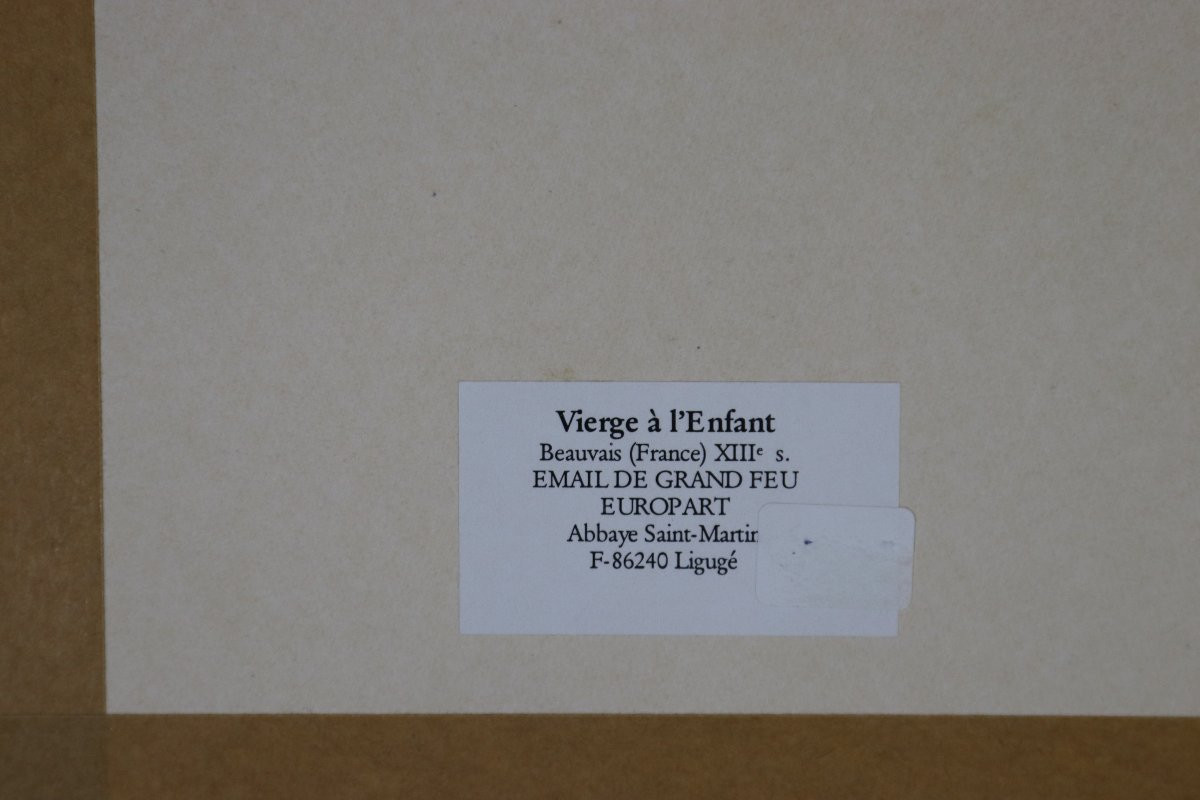 Vierge à l'Enfant
Beauvais (France) XIIIe s.
EMAIL DE GRAND FEU
EUROPART
Abbaye Saint-Martin
F-86240 Ligugé